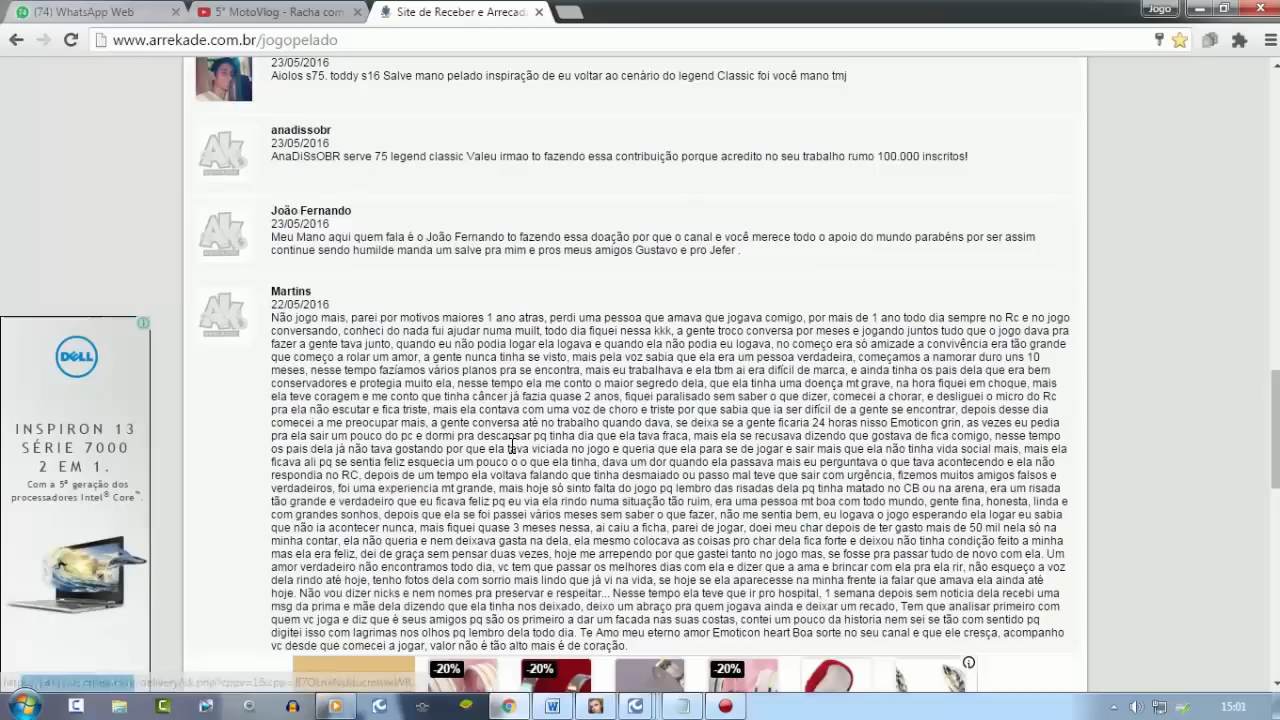 (74) WhatsApp Web
5° MotoVlog - Racha com
Site de Receber e Arrecada
Jogo
www.arrekade.com.br/jogopelado
23/05/2016
Aiolos s75. toddy s16 Salve mano pelado inspiração de eu voltar ao cenário do legend Classic foi você mano tmj
anadissobr
23/05/2016
AnaDiSsOBR serve 75 legend classic Valeu irmao to fazendo essa contribuição porque acredito no seu trabalho rumo 100.000 inscritos!
João Fernando
23/05/2016
Meu Mano aqui quem fala é o João Fernando to fazendo essa doação por que o canal e você merece todo o apoio do mundo parabéns por ser assim
continue sendo humilde manda um salve pra mim e pros meus amigos Gustavo e pro Jefer .
Martins
22/05/2016
Não jogo mais, parei por motivos maiores 1 ano atras, perdi uma pessoa que amava que jogava comigo, por mais de 1 ano todo dia sempre no Rc e no jogo
conversando, conheci do nada fui ajudar numa muilt, todo dia fiquei nessa kkk, a gente troco conversa por meses e jogando juntos tudo que o jogo dava pra
fazer a gente tava junto, quando eu não podia logar ela logava e quando ela não podia eu logava, no começo era só amizade a convivência era tão grande
que começo a rolar um amor, a gente nunca tinha se visto, mais pela voz sabia que ela era um pessoa verdadeira, começamos a namorar duro uns 10
meses, nesse tempo fazíamos vários planos pra se encontra, mais eu trabalhava e ela tbm ai era difícil de marca, e ainda tinha os pais dela que era bem
conservadores e protegia muito ela, nesse tempo ela me conto o maior segredo dela, que ela tinha uma doença mt grave, na hora fiquei em choque, mais
ela teve coragem e me conto que tinha câncer já fazia quase 2 anos, fiquei paralisado sem saber o que dizer, comecei a chorar, e desliguei o micro do Rc
pra ela não escutar e fica triste, mais ela contava com uma voz de choro e triste por que sabia que ia ser difícil de a gente se encontrar, depois desse dia
comecei a me preocupar mais, a gente conversa até no trabalho quando dava, se deixa se a gente ficaria 24 horas nisso Emoticon grin, as vezes eu pedia
pra ela sair um pouco do pc e dormi pra descansar pq tinha dia que ela tava fraca, mais ela se recusava dizendo que gostava de fica comigo, nesse tempo
os pais dela já não tava gostando por que ela tava viciada no jogo e queria que ela para se de jogar e sair mais que ela não tinha vida social mais, mais ela
ficava ali pq se sentia feliz esquecia um pouco o o que ela tinha, dava um dor quando ela passava mais eu perguntava o que tava acontecendo e ela não
respondia no RC, depois de um tempo ela voltava falando que tinha desmaiado ou passo mal teve que sair com urgência, fizemos muitos amigos falsos e
verdadeiros, foi uma experiencia mt grande, mais hoje só sinto falta do jogo pq lembro das risadas dela pq tinha matado no CB ou na arena, era um risada
tão grande e verdadeiro que eu ficava feliz pq eu via ela rindo numa situação tão ruim, era uma pessoa mt boa com todo mundo, gente fina, honesta, linda e
com grandes sonhos, depois que ela se foi passei vários meses sem saber o que fazer, não me sentia bem, eu logava o jogo esperando ela logar eu sabia
que não ia acontecer nunca, mais fiquei quase 3 meses nessa, ai caiu a ficha, parei de jogar, doei meu char depois de ter gasto mais de 50 mil nela só na
minha contar, ela não queria e nem deixava gasta na dela, ela mesmo colocava as coisas pro char dela fica forte e deixou não tinha condição feito a minha
mas ela era feliz, dei de graça sem pensar duas vezes, hoje me arrependo por que gastei tanto no jogo mas, se fosse pra passar tudo de novo com ela. Um
amor verdadeiro não encontramos todo dia, vc tem que passar os melhores dias com ela e dizer que a ama e brincar com ela pra ela rir, não esqueço a voz
dela rindo até hoje, tenho fotos dela com sorrio mais lindo que já vi na vida, se hoje se ela aparecesse na minha frente ia falar que amava ela ainda até
hoje. Não vou dizer nicks e nem nomes pra preservar e respeitar... Nesse tempo ela teve que ir pro hospital, 1 semana depois sem noticia dela recebi uma
msg da prima e mãe dela dizendo que ela tinha nos deixado, deixo um abraço pra quem jogava ainda e deixar um recado, Tem que analisar primeiro com
quem vc joga e diz que é seus amigos pq são os primeiro a dar um facada nas suas costas, contei um pouco da historia nem sei se tão com sentido pq
digitei isso com lagrimas nos olhos pq lembro dela todo dia. Te Amo meu eterno amor Emoticon heart Boa sorte no seu canal e que ele cresça, acompanho
vc desde que comecei a jogar, valor não é tão alto mais é de coração.
DELL
INSPIRON 13
SÉRIE 7000
2 EM 1.
Com a 5ª geração dos
processadores Intel® Core™.
-20%
-20%
-20%
15:01